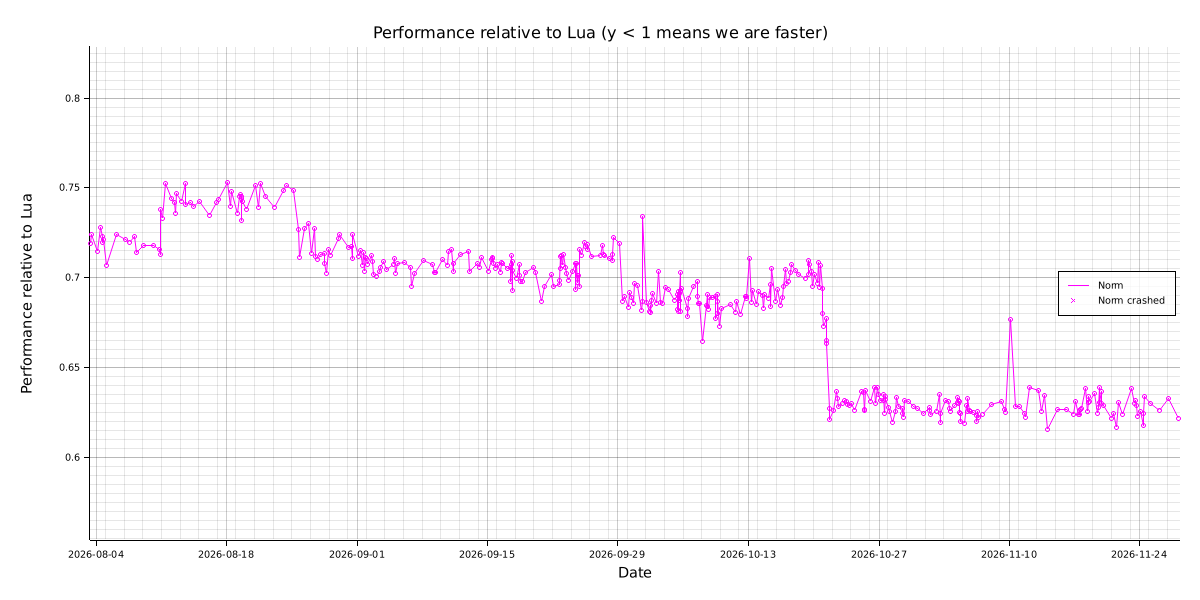 Performance relative to Lua (y < 1 means we are faster)
Performance relative to Lua
0.8
0.75
0.7
0.65
0.6
Norm
Norm crashed
2026-08-04
2026-08-18
2026-09-01
2026-09-15
2026-09-29
2026-10-13
2026-10-27
2026-11-10
2026-11-24
Date